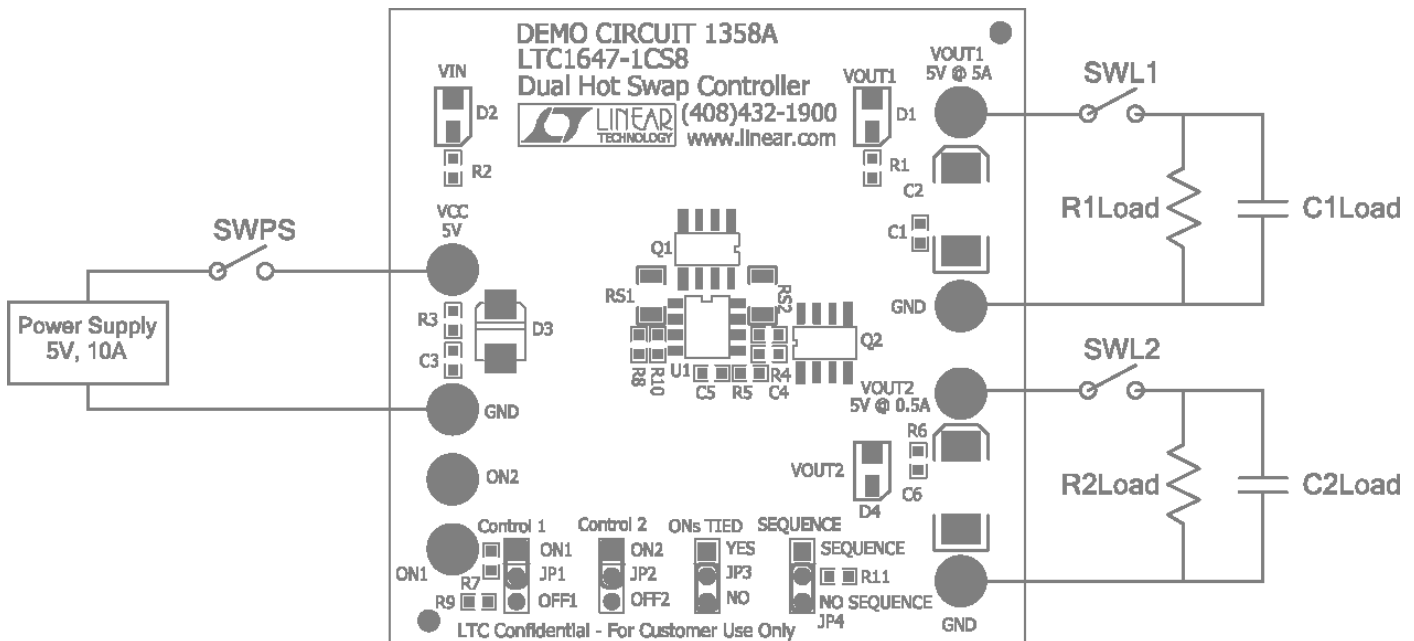 DEMO CIRCUIT 1358A
LTC1647-1CS8
Dual Hot Swap Controller
LINEAR
TECHNOLOGY
(408)432-1900
www.linear.com
VIN
D2
R2
VOUT1
D1
R1
VOUT1
5V @ 5A
C2
C1
SWL1
R1Load
C1Load
SWPS
VCC
5V
Power Supply
5V, 10A
R3
C3
D3
GND
Q1
RS1
RS2
Q2
R8
R10
U1
C5
R5
R4
C4
GND
SWL2
VOUT2
5V @ 0.5A
R6
C6
VOUT2
D4
R2Load
C2Load
ON2
ON1
Control 1
ON1
JP1
OFF1
R7
R9
Control 2
ON2
JP2
OFF2
ONs TIED
YES
JP3
NO
SEQUENCE
SEQUENCE
R11
NO SEQUENCE
JP4
GND
LTC Confidential - For Customer Use Only